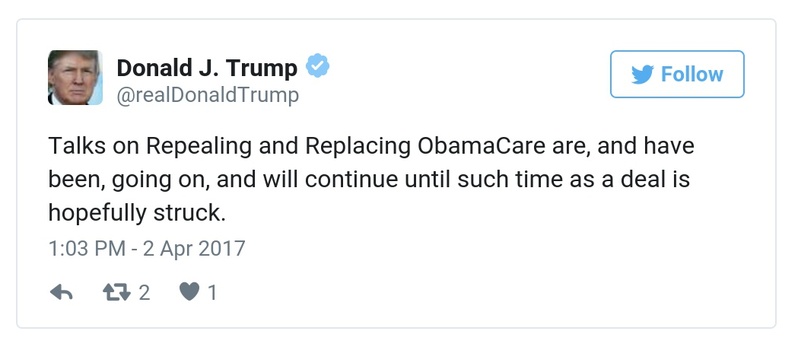 Donald J. Trump
@realDonaldTrump
Follow
Talks on Repealing and Replacing ObamaCare are, and have
been, going on, and will continue until such time as a deal is
hopefully struck.
1:03 PM - 2 Apr 2017
2 1